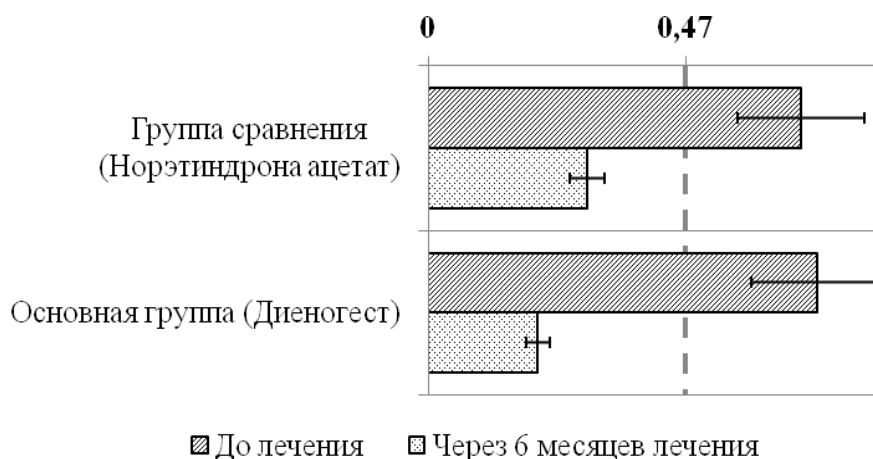 0 0,47
Группа сравнения
(Норэтиндрона ацетат)
Основная группа (Диеногест)
До лечения Через 6 месяцев лечения